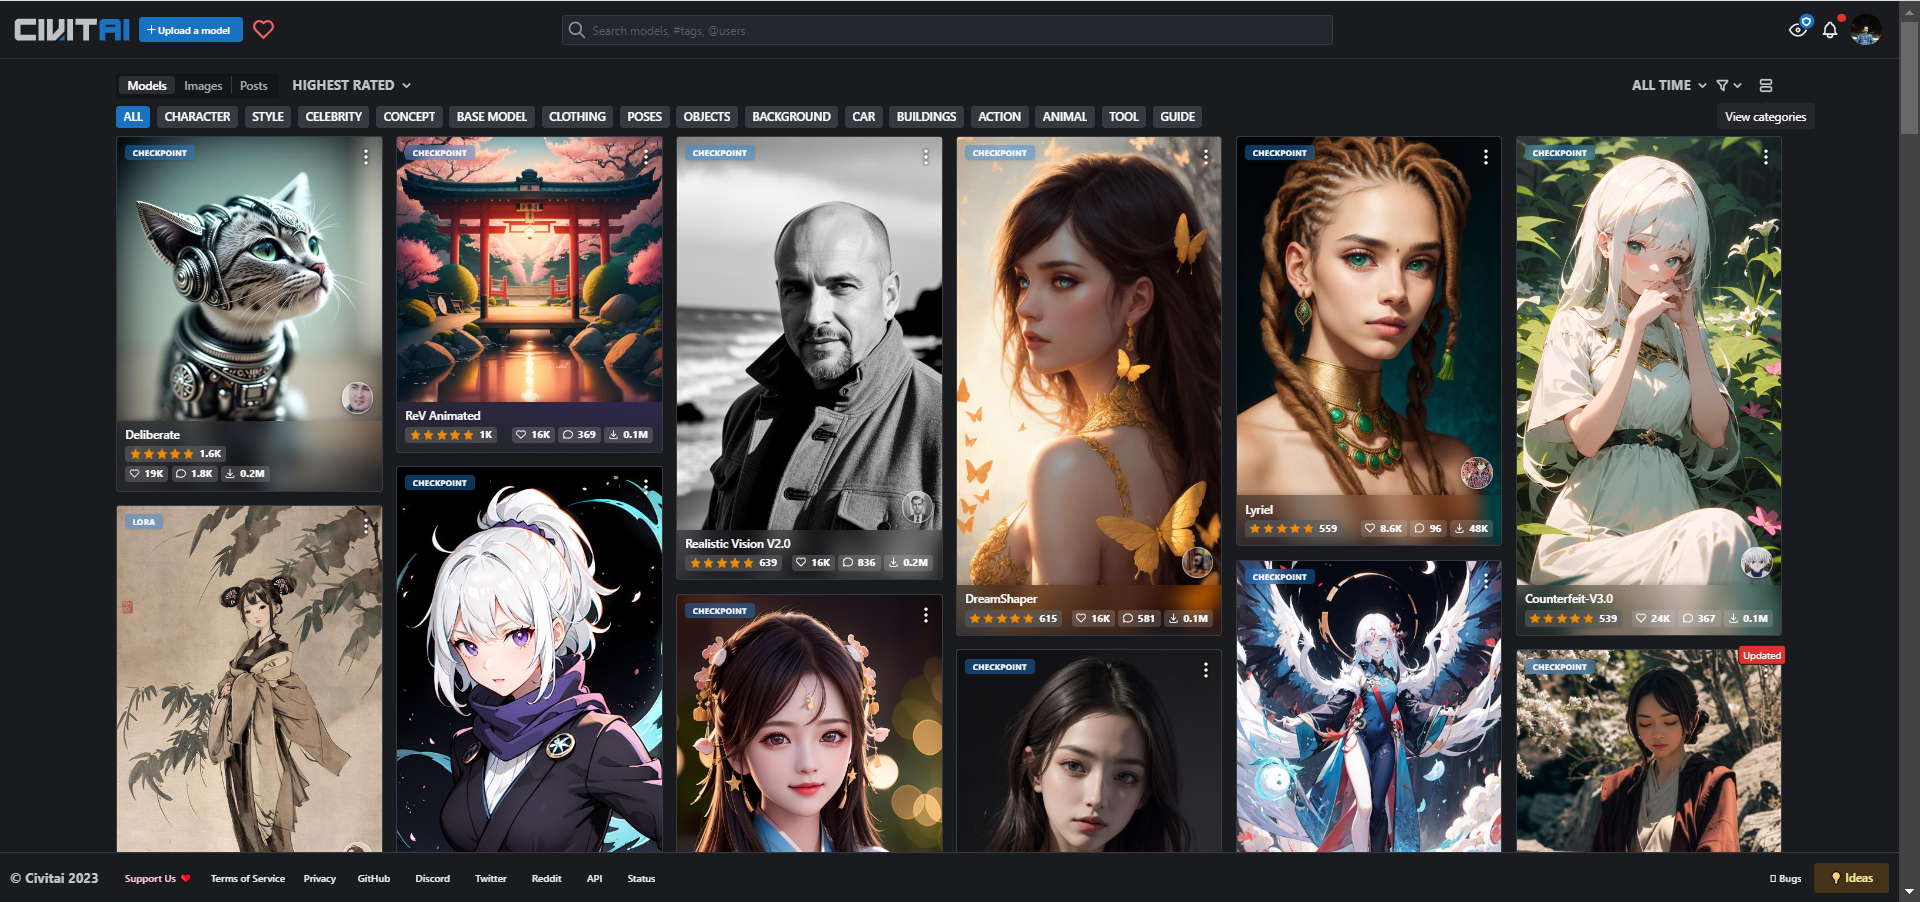 CIVITAI
+ Upload a model
Search models, #tags, @users
Models
Images
Posts
HIGHEST RATED
ALL TIME
View categories
ALL
CHARACTER
STYLE
CELEBRITY
CONCEPT
BASE MODEL
CLOTHING
POSES
OBJECTS
BACKGROUND
CAR
BUILDINGS
ACTION
ANIMAL
TOOL
GUIDE
CHECKPOINT
Deliberate
1.6K
19K 1.8K 0.2M
LORA
CHECKPOINT
ReV Animated
1K 16K 369 0.1M
CHECKPOINT
CHECKPOINT
Realistic Vision V2.0
639 16K 836 0.2M
CHECKPOINT
CHECKPOINT
DreamShaper
615 16K 581 0.1M
CHECKPOINT
CHECKPOINT
Lyriel
559 8.6K 96 48K
CHECKPOINT
CHECKPOINT
Counterfeit-V3.0
539 24K 367 0.1M
Updated
CHECKPOINT
© Civitai 2023
Support Us
Terms of Service
Privacy
GitHub
Discord
Twitter
Reddit
API
Status
Bugs
Ideas